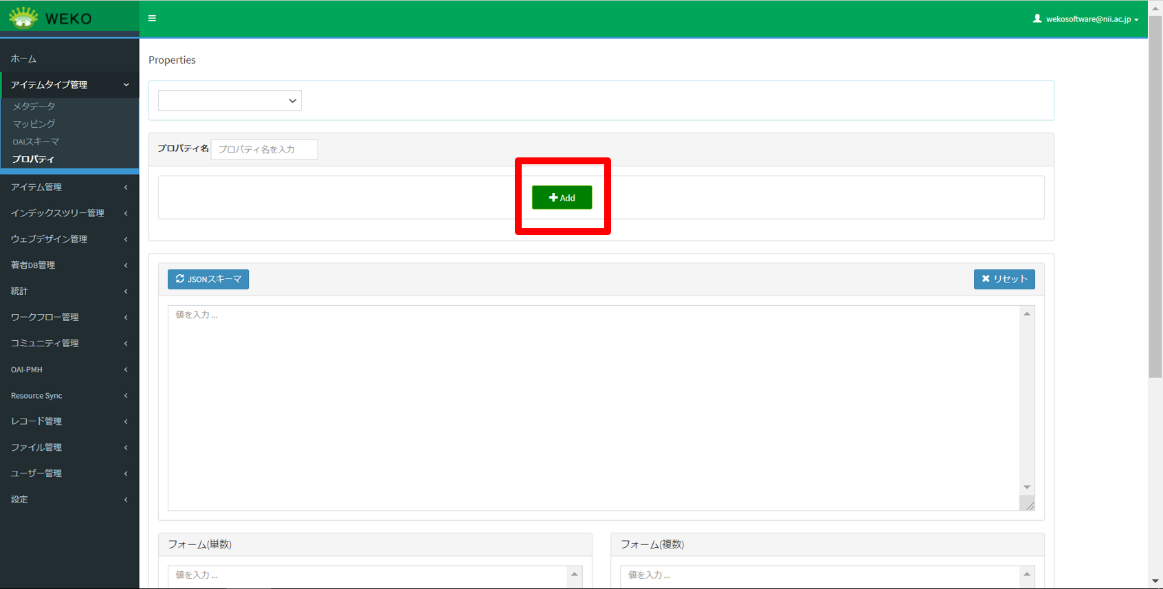 WEKO
wekosoftware@nii.ac.jp
ホーム
アイテムタイプ管理
メタデータ
マッピング
OAIスキーマ
プロパティ
アイテム管理
インデックスツリー管理
ウェブデザイン管理
著者DB管理
統計
ワークフロー管理
コミュニティ管理
OAI-PMH
Resource Sync
レコード管理
ファイル管理
ユーザー管理
設定
Properties
プロパティ名 プロパティ名を入力
Add
JSONスキーマ
リセット
値を入力 ...
フォーム(単数)
値を入力 ...
フォーム(複数)
値を入力 ...